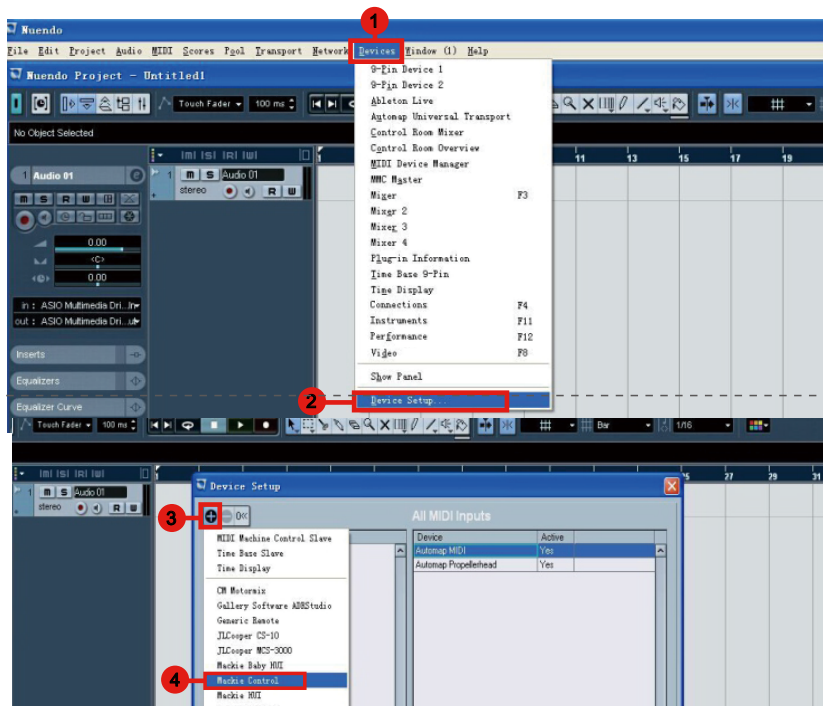 1
Nuendo
File Edit Project Audio MIDI Scores Pool Transport Network Devices Window (1) Help
Nuendo Project - Untitled1
Touch Fader 100 ms
No Object Selected
9-Pin Device 1
9-Pin Device 2
Ableton Live
Automap Universal Transport
Control Room Mixer
Control Room Overview
MIDI Device Manager
MMC Master
Mixer F3
Mixer 2
Mixer 3
Mixer 4
Plug-in Information
Time Base 9-Pin
Time Display
Connections F4
Instruments F11
Performance F12
Video F8
Show Panel
2
Device Setup...
11 13 15 17 19
1 Audio 01
M S R W
0.00
<C>
0.00
in : ASIO Multimedia Dri...In
out : ASIO Multimedia Dri...ut
Inserts
Equalizers
Equalizer Curve
1 M S Audio 01
stereo R W
Touch Fader 100 ms
Bar 1/16
25 27 29 31
1 M S Audio 01
stereo R W
Device Setup
3
All MIDI Inputs
Device Active
Automap MIDI Yes
Automap Propellerhead Yes
MIDI Machine Control Slave
Time Base Slave
Time Display
CM Motormix
Gallery Software ADRStudio
Generic Remote
JLCooper CS-10
JLCooper MCS-3000
Mackie Baby HUI
4
Mackie Control
Mackie HUI